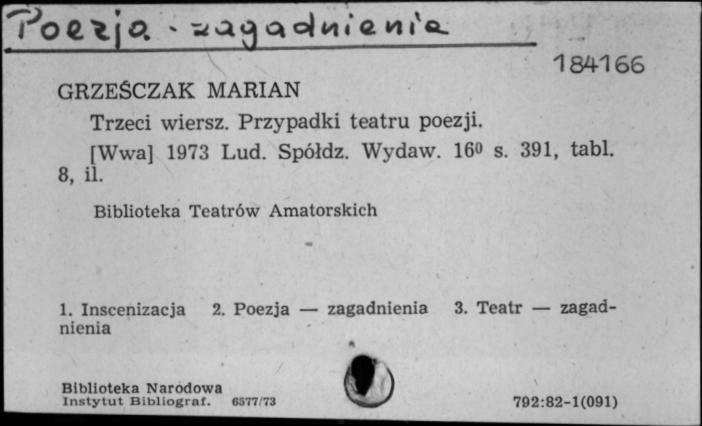 Poezja - zagadnienia
184166
GRZEŚCZAK MARIAN
Trzeci wiersz. Przypadki teatru poezji.
[Wwa] 1973 Lud. Spółdz. Wydaw. 16⁰ s. 391, tabl.
8, il.
Biblioteka Teatrów Amatorskich
1. Inscenizacja 2. Poezja — zagadnienia 3. Teatr — zagad-
nienia
Biblioteka Narodowa
Instytut Bibliograf. 6577/73
792:82-1(091)